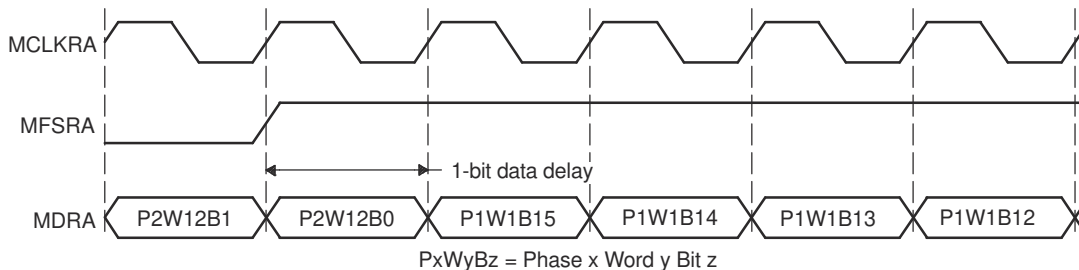 MCLKRA
MFSRA
1-bit data delay
MDRA P2W12B1 P2W12B0 P1W1B15 P1W1B14 P1W1B13 P1W1B12
PxWyBz = Phase x Word y Bit z